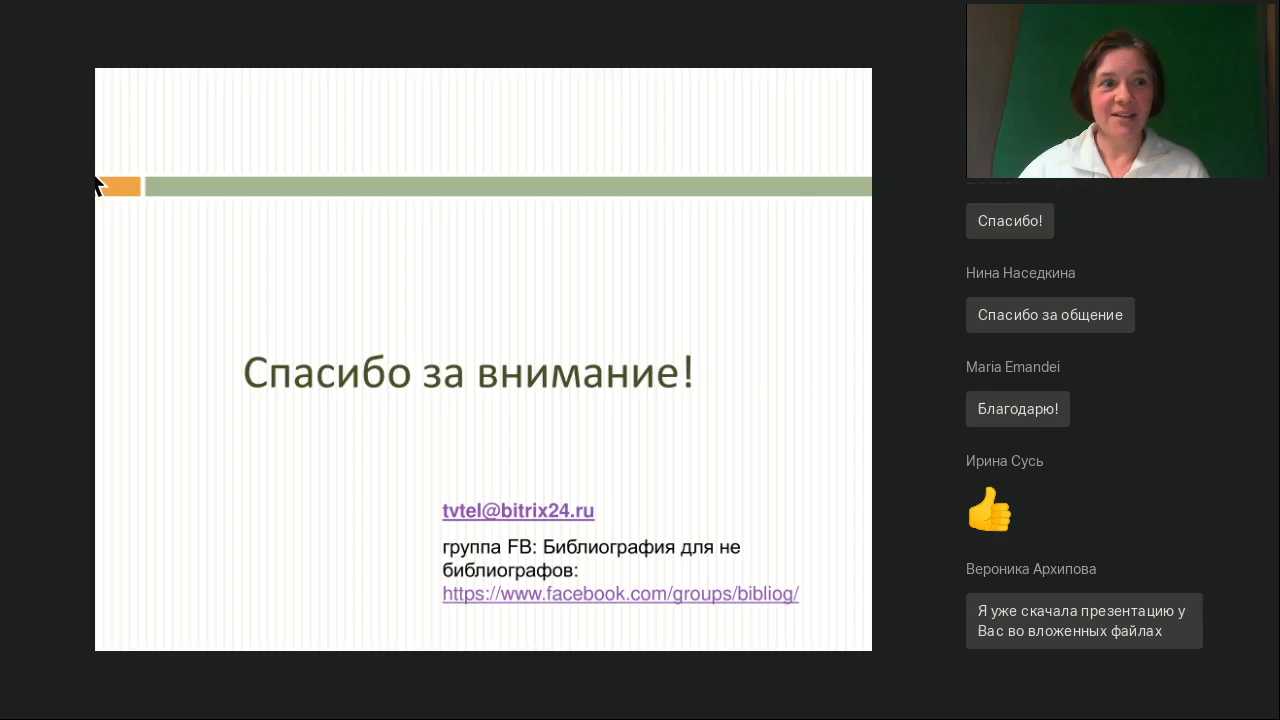 Спасибо за внимание!
tvtel@bitrix24.ru
группа FB: Библиография для не
библиографов:
https://www.facebook.com/groups/bibliog/
Спасибо!
Нина Наседкина
Спасибо за общение
Maria Emandei
Благодарю!
Ирина Сусь
Вероника Архипова
Я уже скачала презентацию у
Вас во вложенных файлах